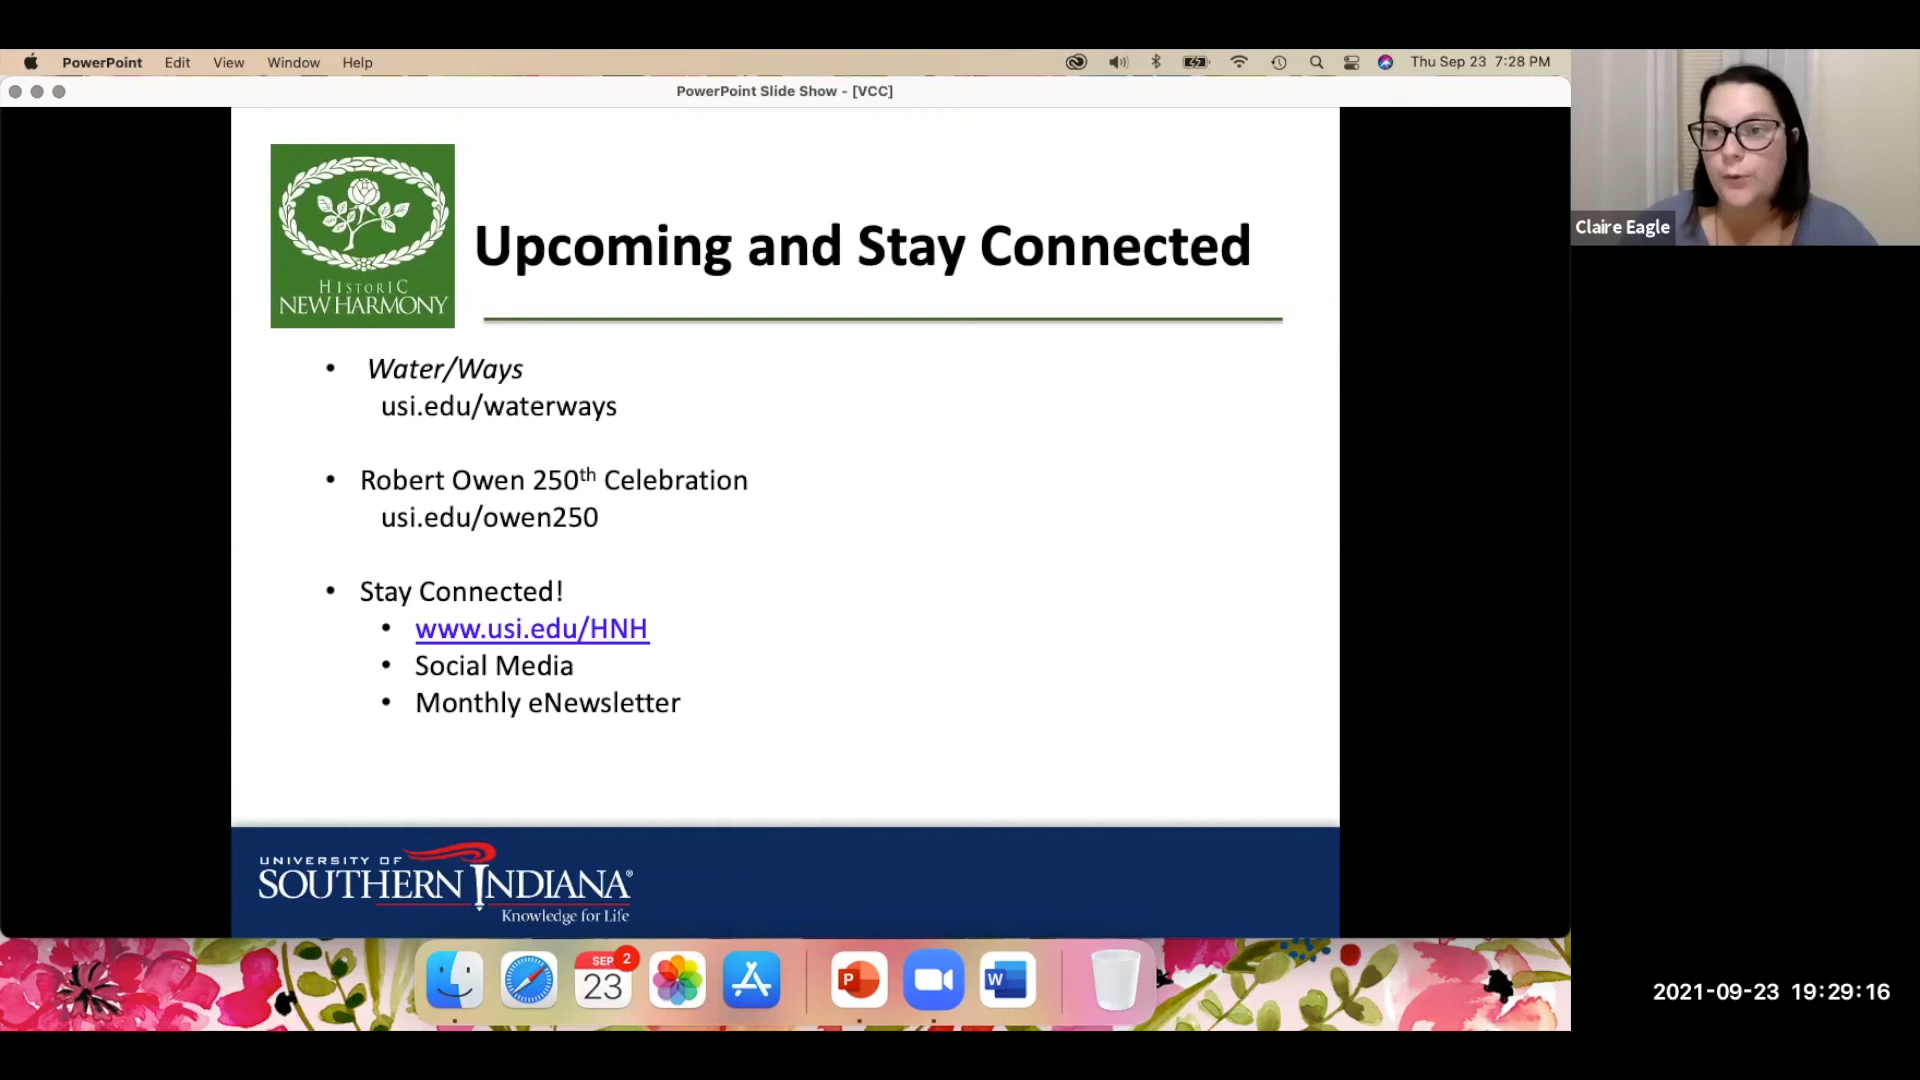 PowerPoint Edit View Window Help Thu Sep 23 7:28 PM
PowerPoint Slide Show - [VCC]
Claire Eagle
HISTORIC
NEW HARMONY
Upcoming and Stay Connected
• Water/Ways
usi.edu/waterways
• Robert Owen 250th Celebration
usi.edu/owen250
• Stay Connected!
• www.usi.edu/HNH
• Social Media
• Monthly eNewsletter
UNIVERSITY OF
SOUTHERN INDIANA®
Knowledge for Life
SEP 2
23
P
W
2021-09-23 19:29:16